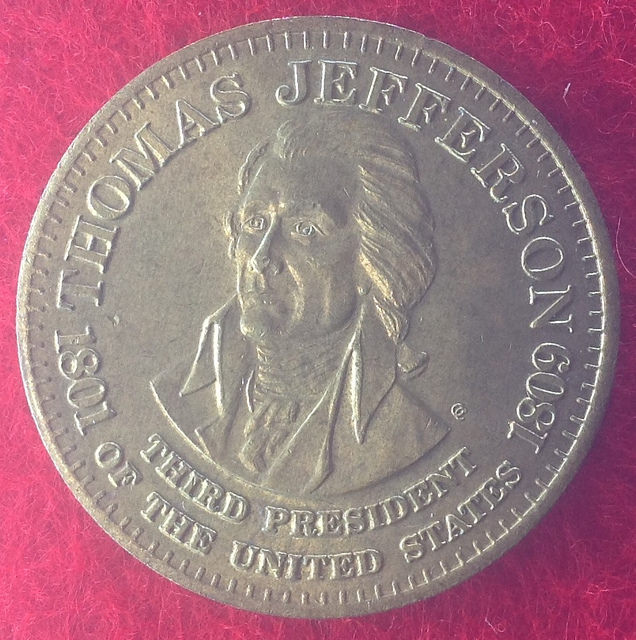 THOMAS JEFFERSON
1801
1809
THIRD PRESIDENT
OF THE UNITED STATES